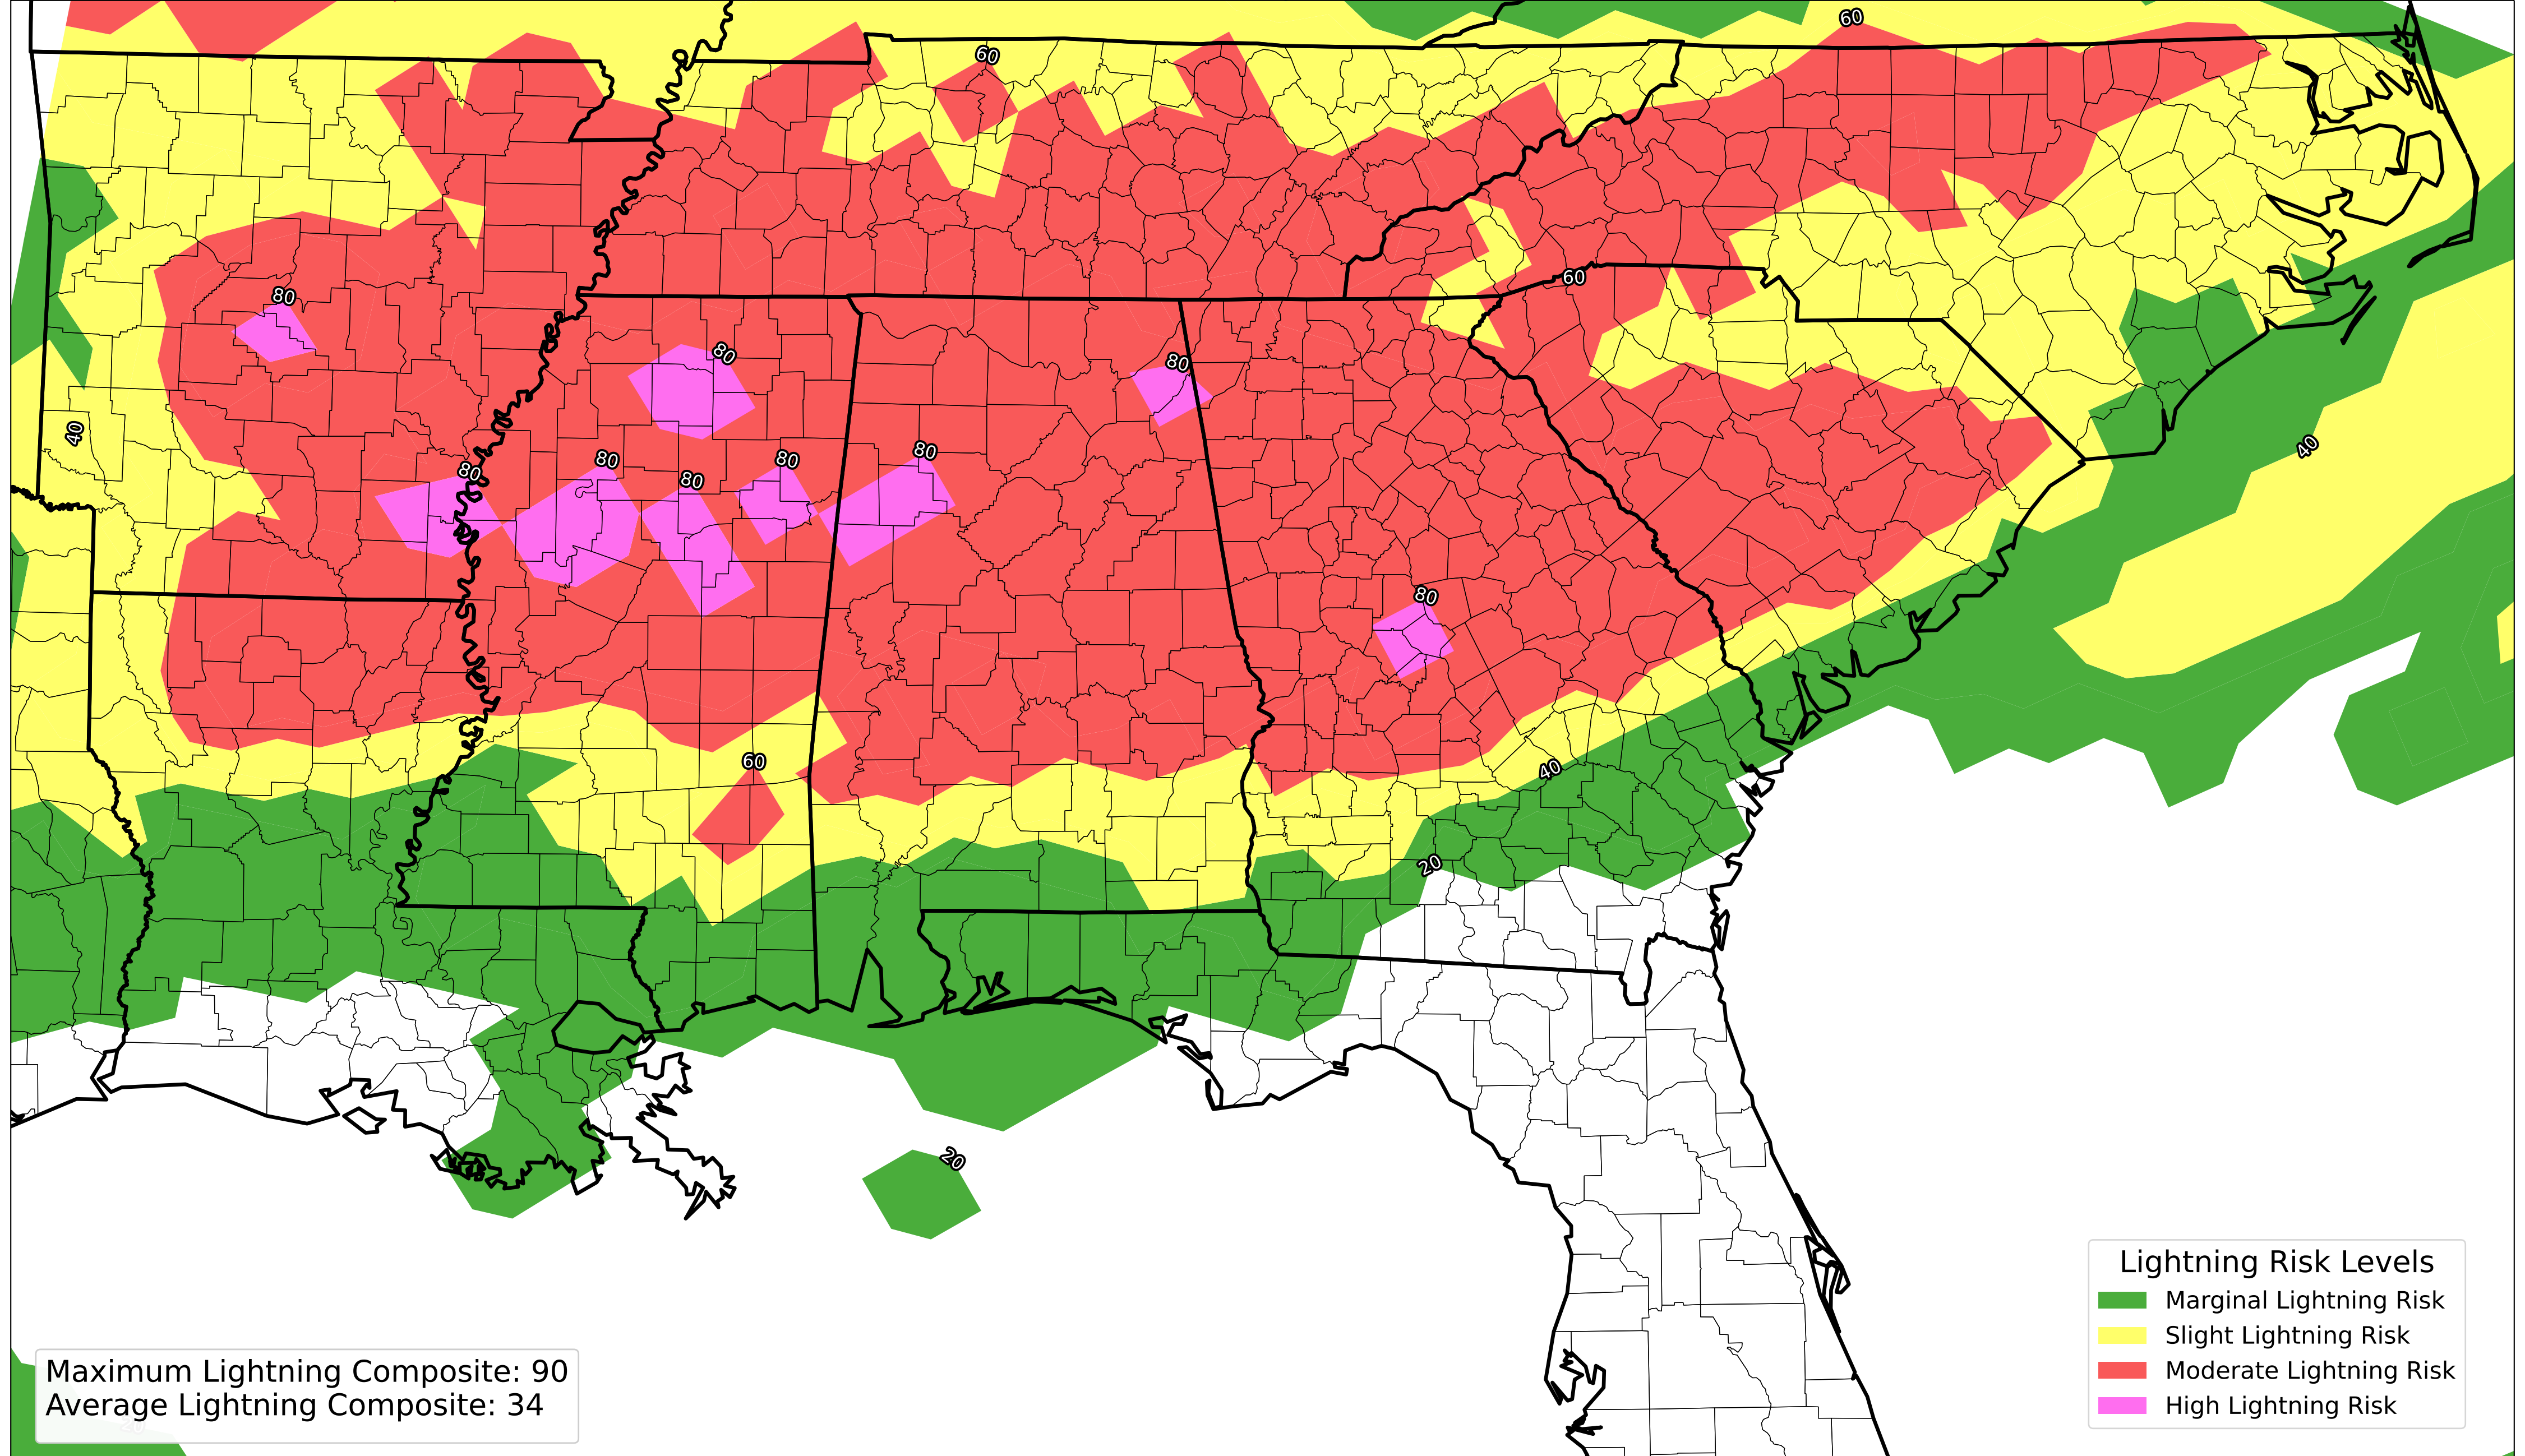 60
60
60
80
80
80
40
80
80
80
80
80
40
80
60
40
20
20
Lightning Risk Levels
Marginal Lightning Risk
Slight Lightning Risk
Moderate Lightning Risk
High Lightning Risk
Maximum Lightning Composite: 90
Average Lightning Composite: 34